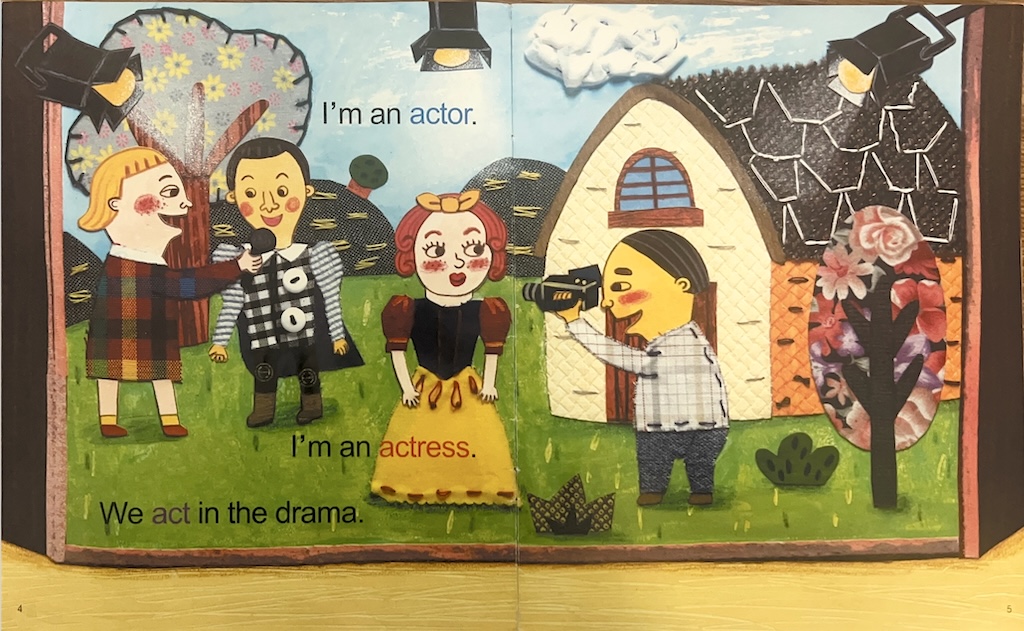 I'm an actor.
I'm an actress.
We act in the drama.
4
5